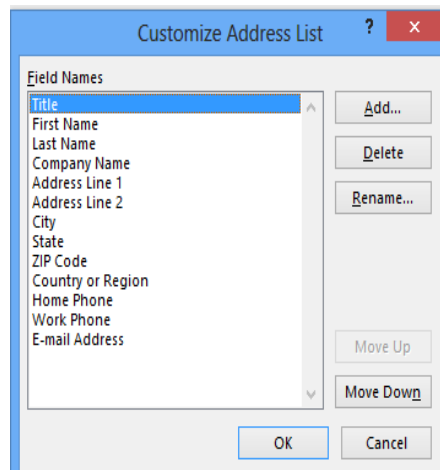 Customize Address List ?
Field Names
Title
First Name
Last Name
Company Name
Address Line 1
Address Line 2
City
State
ZIP Code
Country or Region
Home Phone
Work Phone
E-mail Address
Add...
Delete
Rename...
Move Up
Move Down
OK
Cancel